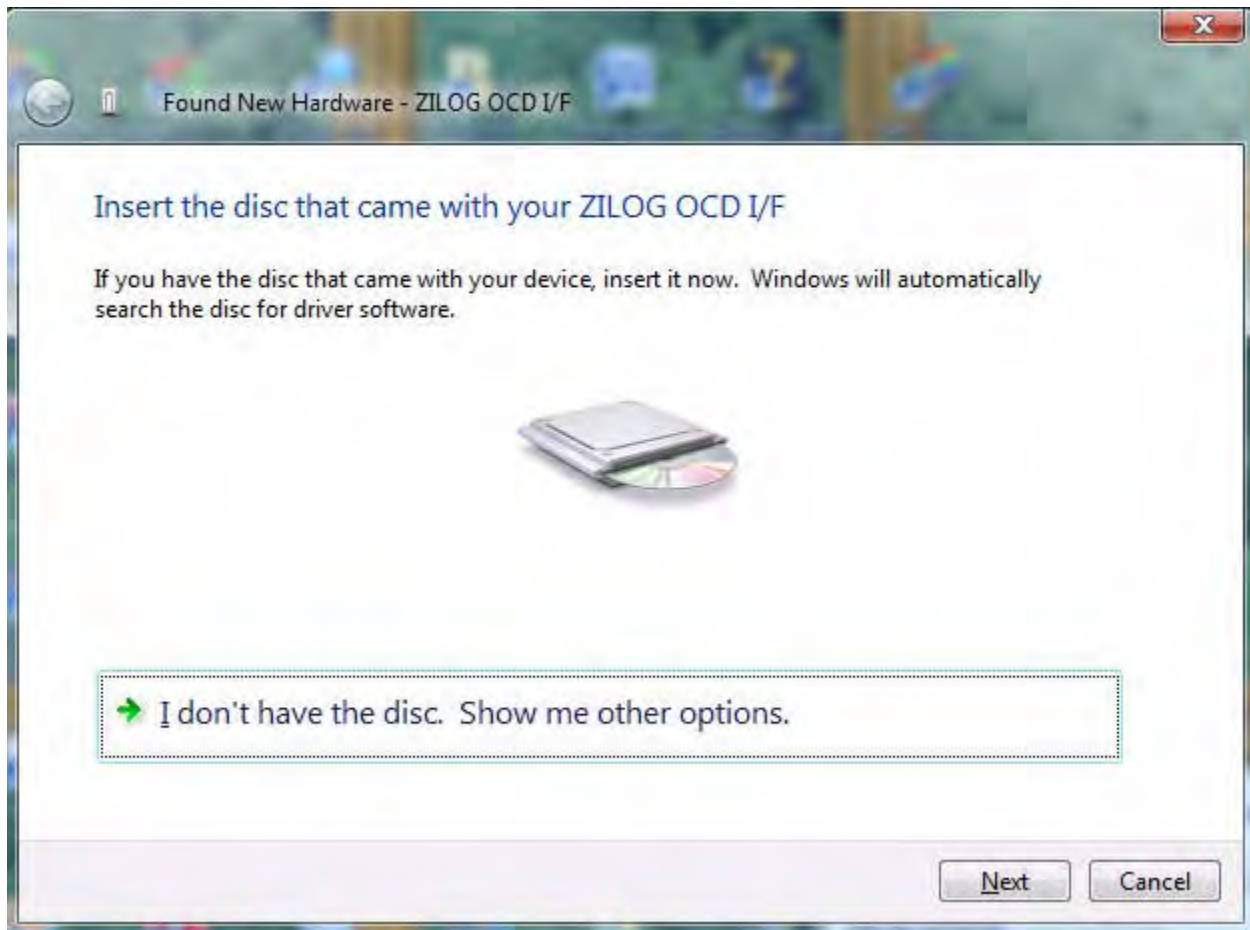 Found New Hardware - ZILOG OCD I/F
Insert the disc that came with your ZILOG OCD I/F
If you have the disc that came with your device, insert it now.  Windows will automatically
search the disc for driver software.
I don't have the disc.  Show me other options.
Next Cancel